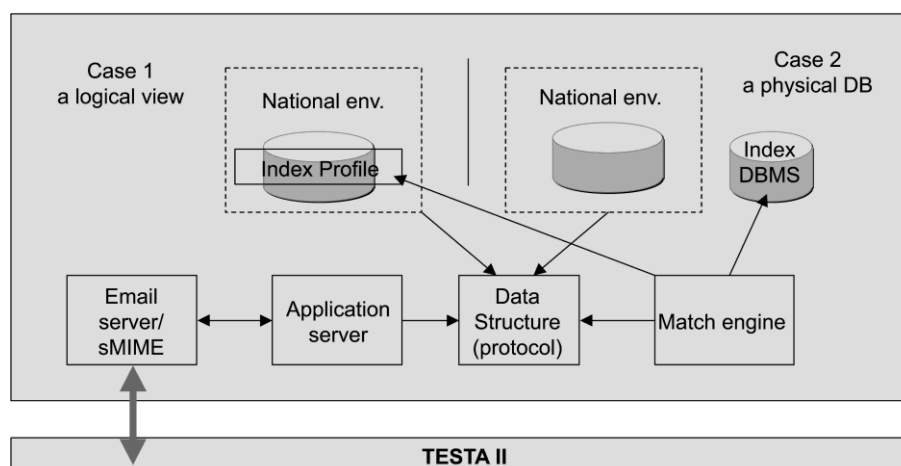 Case 1
a logical view
National env.
Index Profile
National env.
Case 2
a physical DB
Index
DBMS
Email
server/
sMIME
Application
server
Data
Structure
(protocol)
Match engine
TESTA II